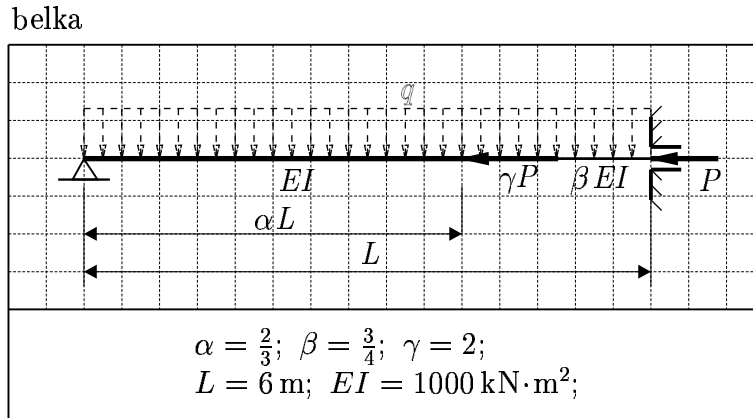 belka
q
EI γP βEI P
αL
L
α = 2/3; β = 3/4; γ = 2;
L = 6 m; EI = 1000 kN·m²;